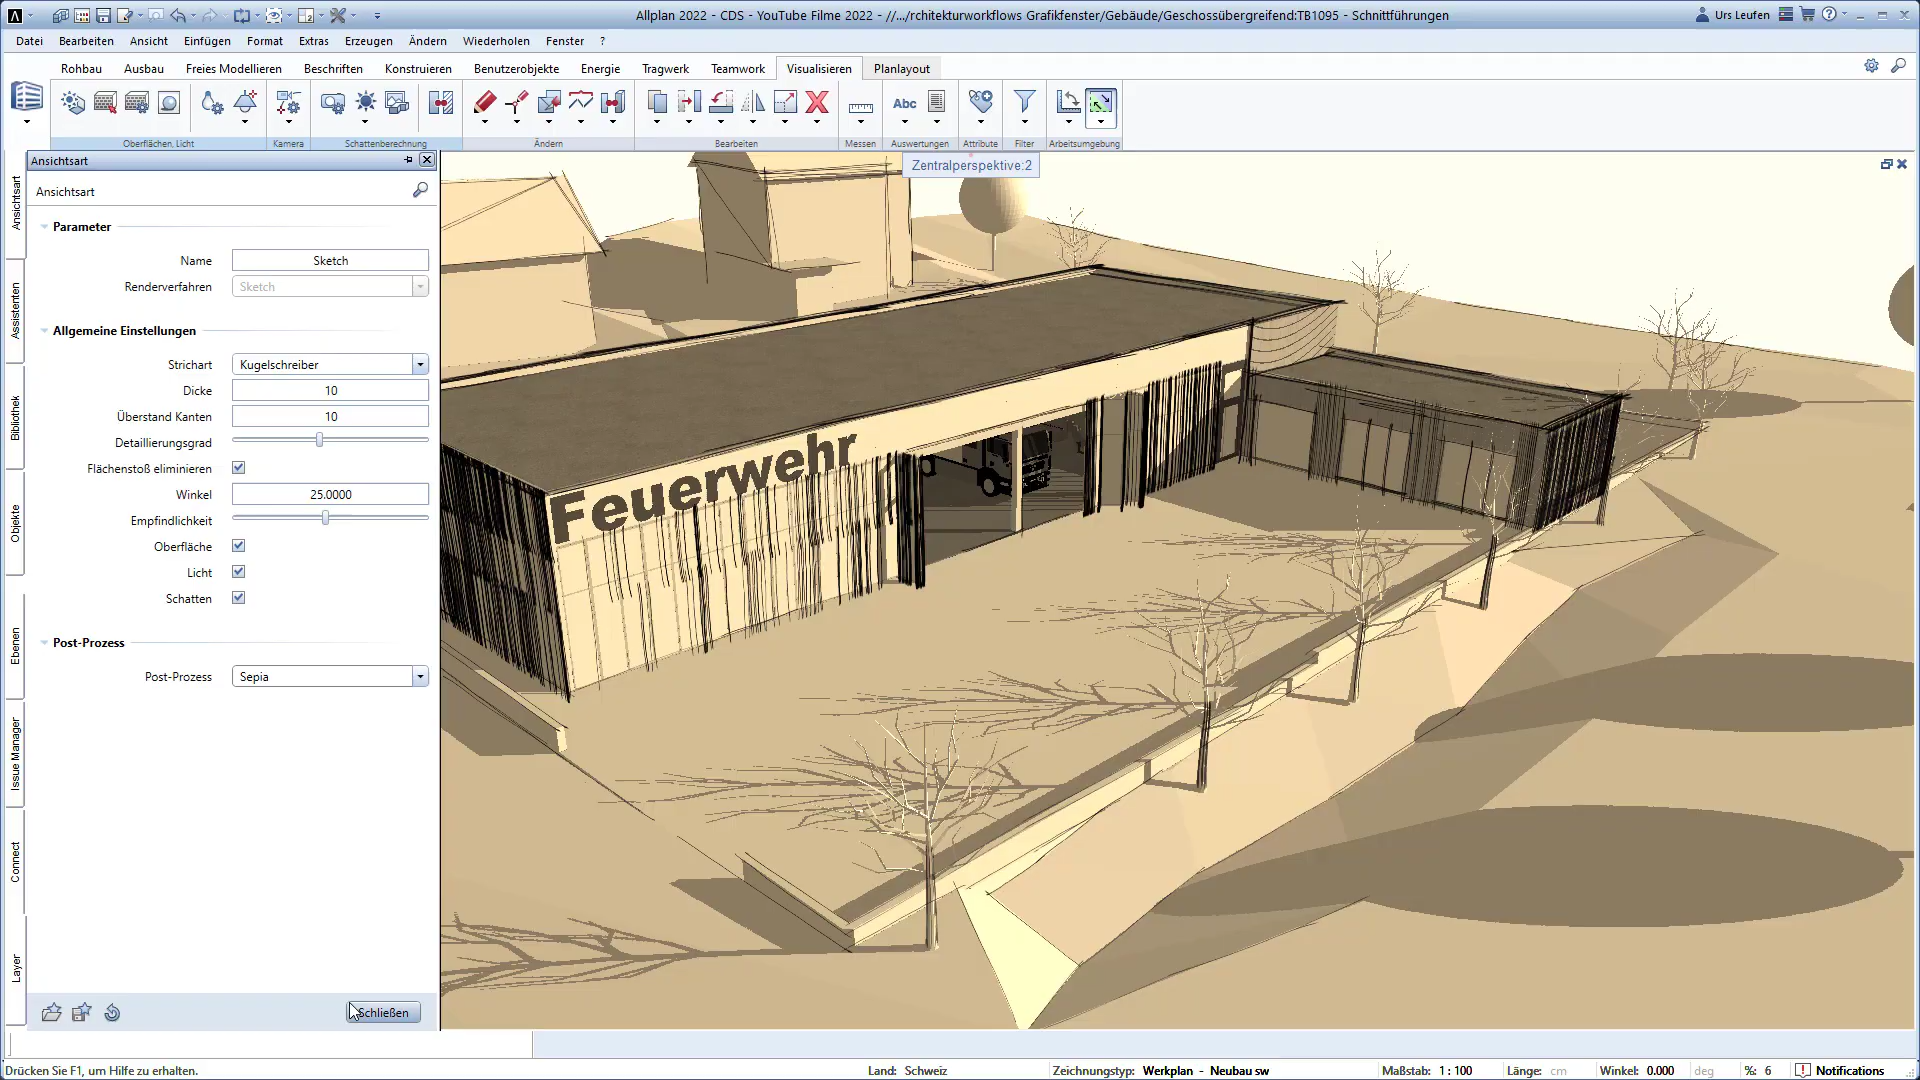 Allplan 2022 - CDS - YouTube Filme 2022 - //.../rchitekturworkflows Grafikfenster/Gebäude/Geschossübergreifend:TB1095 - Schnittführungen
Urs Leufen
Datei Bearbeiten Ansicht Einfügen Format Extras Erzeugen Ändern Wiederholen Fenster ?
Rohbau Ausbau Freies Modellieren Beschriften Konstruieren Benutzerobjekte Energie Tragwerk Teamwork Visualisieren Planlayout
Abc
Oberflächen, Licht Kamera Schattenberechnung Ändern Bearbeiten Messen Auswertungen Attribute Filter Arbeitsumgebung
Ansichtsart
Zentralperspektive:2
Ansichtsart
Parameter
Name Sketch
Renderverfahren Sketch
Allgemeine Einstellungen
Strichart Kugelschreiber
Dicke 10
Überstand Kanten 10
Detaillierungsgrad
Flächenstoß eliminieren
Winkel 25.0000
Empfindlichkeit
Oberfläche
Licht
Schatten
Post-Prozess
Post-Prozess Sepia
Schließen
Ansichtsart
Assistenten
Bibliothek
Objekte
Ebenen
Issue Manager
Connect
Layer
Feuerwehr
Drücken Sie F1, um Hilfe zu erhalten. Land: Schweiz Zeichnungstyp: Werkplan - Neubau sw Maßstab: 1 : 100 Länge: cm Winkel: 0.000 deg %: 6 Notifications